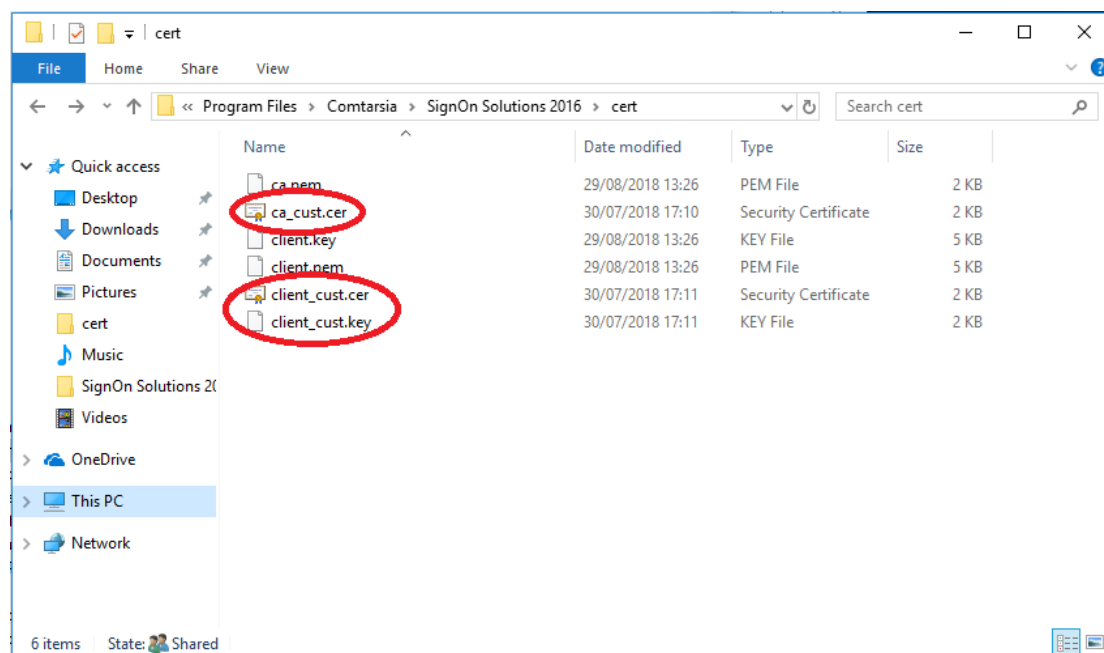 cert
File Home Share View
« Program Files > Comtarsia > SignOn Solutions 2016 > cert Search cert
Name Date modified Type Size
Quick access
Desktop
Downloads
Documents
Pictures
cert
Music
SignOn Solutions 20
Videos
OneDrive
This PC
Network
ca.pem 29/08/2018 13:26 PEM File 2 KB
ca_cust.cer 30/07/2018 17:10 Security Certificate 2 KB
client.key 29/08/2018 13:26 KEY File 5 KB
client.pem 29/08/2018 13:26 PEM File 5 KB
client_cust.cer 30/07/2018 17:11 Security Certificate 2 KB
client_cust.key 30/07/2018 17:11 KEY File 2 KB
6 items State: Shared